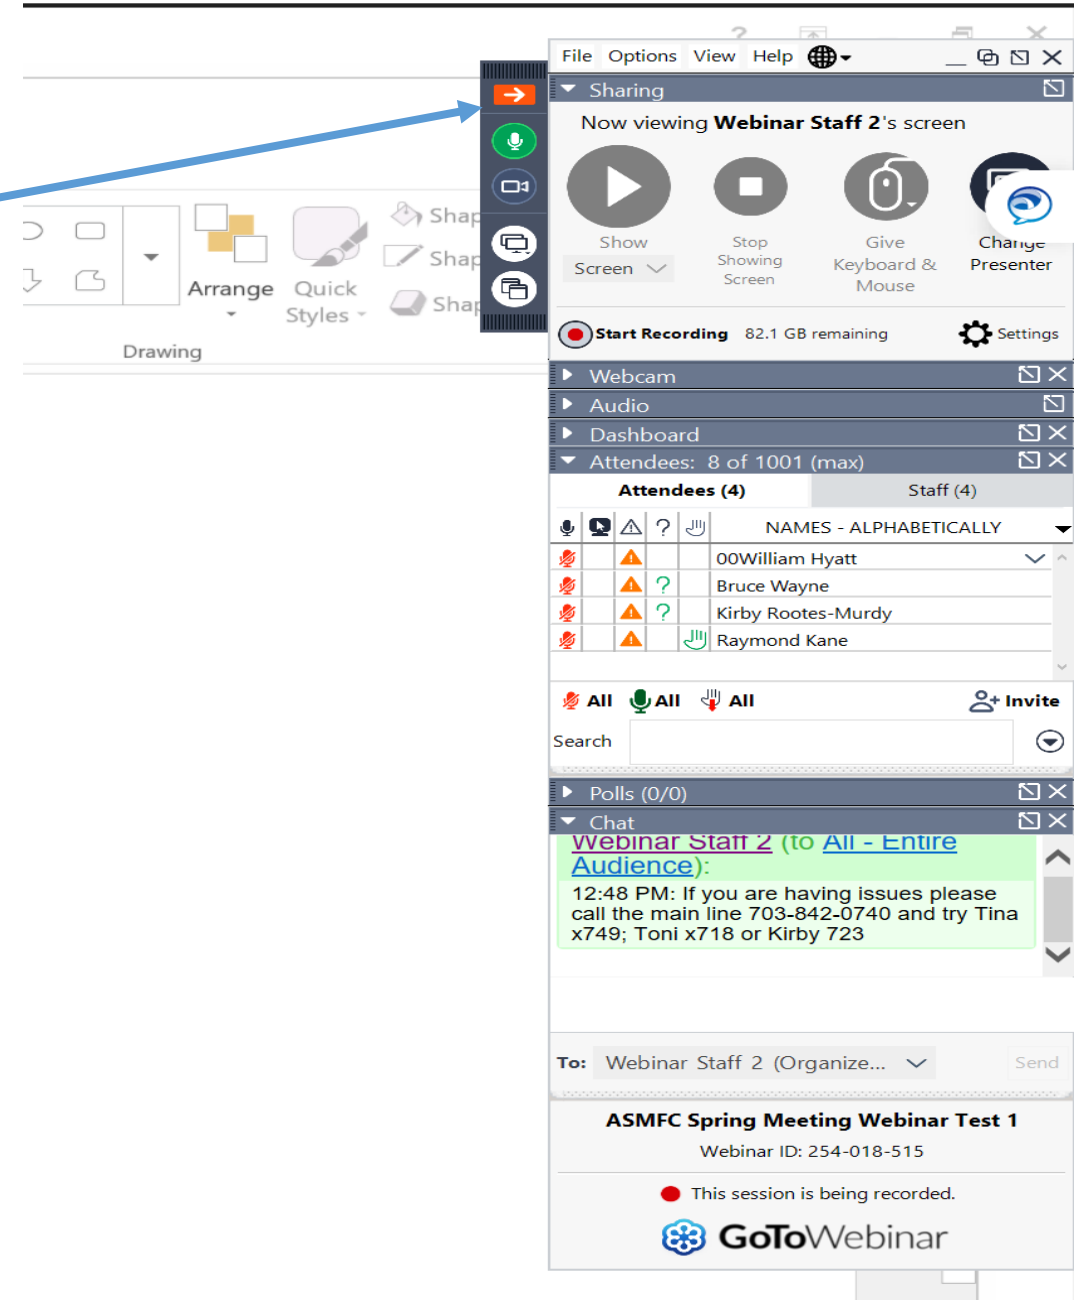 File Options View Help
Sharing
Now viewing Webinar Staff 2's screen
Show
Screen
Stop
Showing
Screen
Give
Keyboard &
Mouse
Change
Presenter
Start Recording 82.1 GB remaining Settings
Shap
Shap
Shap
Arrange
Quick
Styles
Drawing
Webcam
Audio
Dashboard
Attendees: 8 of 1001 (max)
Attendees (4) Staff (4)
NAMES - ALPHABETICALLY
00William Hyatt
Bruce Wayne
Kirby Rootes-Murdy
Raymond Kane
All All All Invite
Search
Polls (0/0)
Chat
Webinar Staff 2 (to All - Entire
Audience):
12:48 PM: If you are having issues please
call the main line 703-842-0740 and try Tina
x749; Toni x718 or Kirby 723
To: Webinar Staff 2 (Organize... Send
ASMFC Spring Meeting Webinar Test 1
Webinar ID: 254-018-515
This session is being recorded.
GoToWebinar